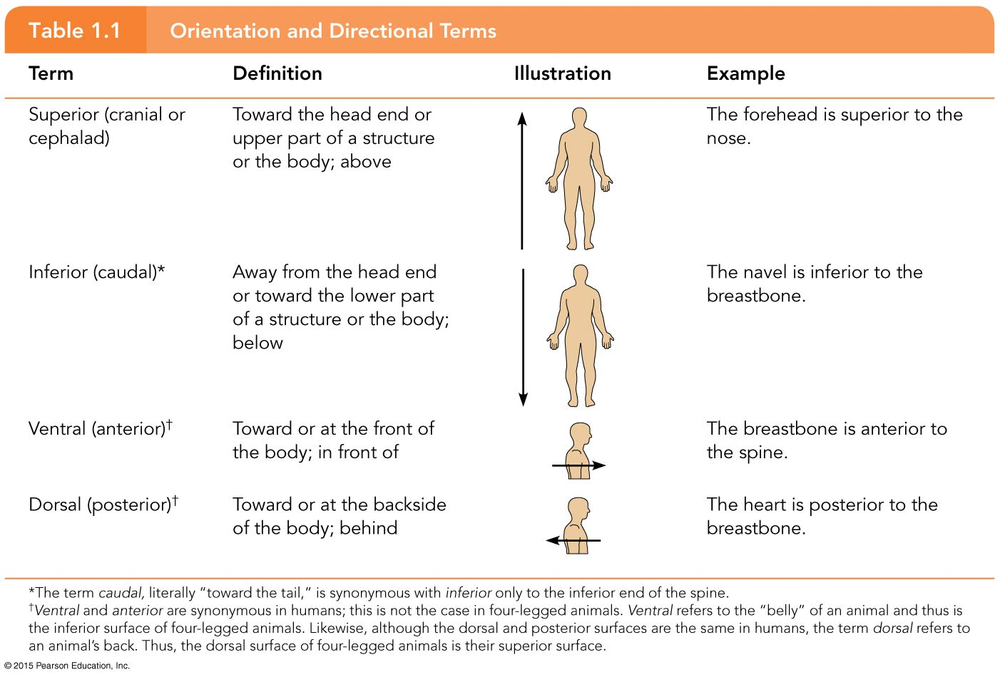 Table 1.1 Orientation and Directional Terms
Term Definition Illustration Example
Superior (cranial or
cephalad)
Toward the head end or
upper part of a structure
or the body; above
The forehead is superior to the
nose.
Inferior (caudal)*
Away from the head end
or toward the lower part
of a structure or the body;
below
The navel is inferior to the
breastbone.
Ventral (anterior)†
Toward or at the front of
the body; in front of
The breastbone is anterior to
the spine.
Dorsal (posterior)†
Toward or at the backside
of the body; behind
The heart is posterior to the
breastbone.
*The term caudal, literally “toward the tail,” is synonymous with inferior only to the inferior end of the spine.
†Ventral and anterior are synonymous in humans; this is not the case in four-legged animals. Ventral refers to the “belly” of an animal and thus is
the inferior surface of four-legged animals. Likewise, although the dorsal and posterior surfaces are the same in humans, the term dorsal refers to
an animal’s back. Thus, the dorsal surface of four-legged animals is their superior surface.
© 2015 Pearson Education, Inc.